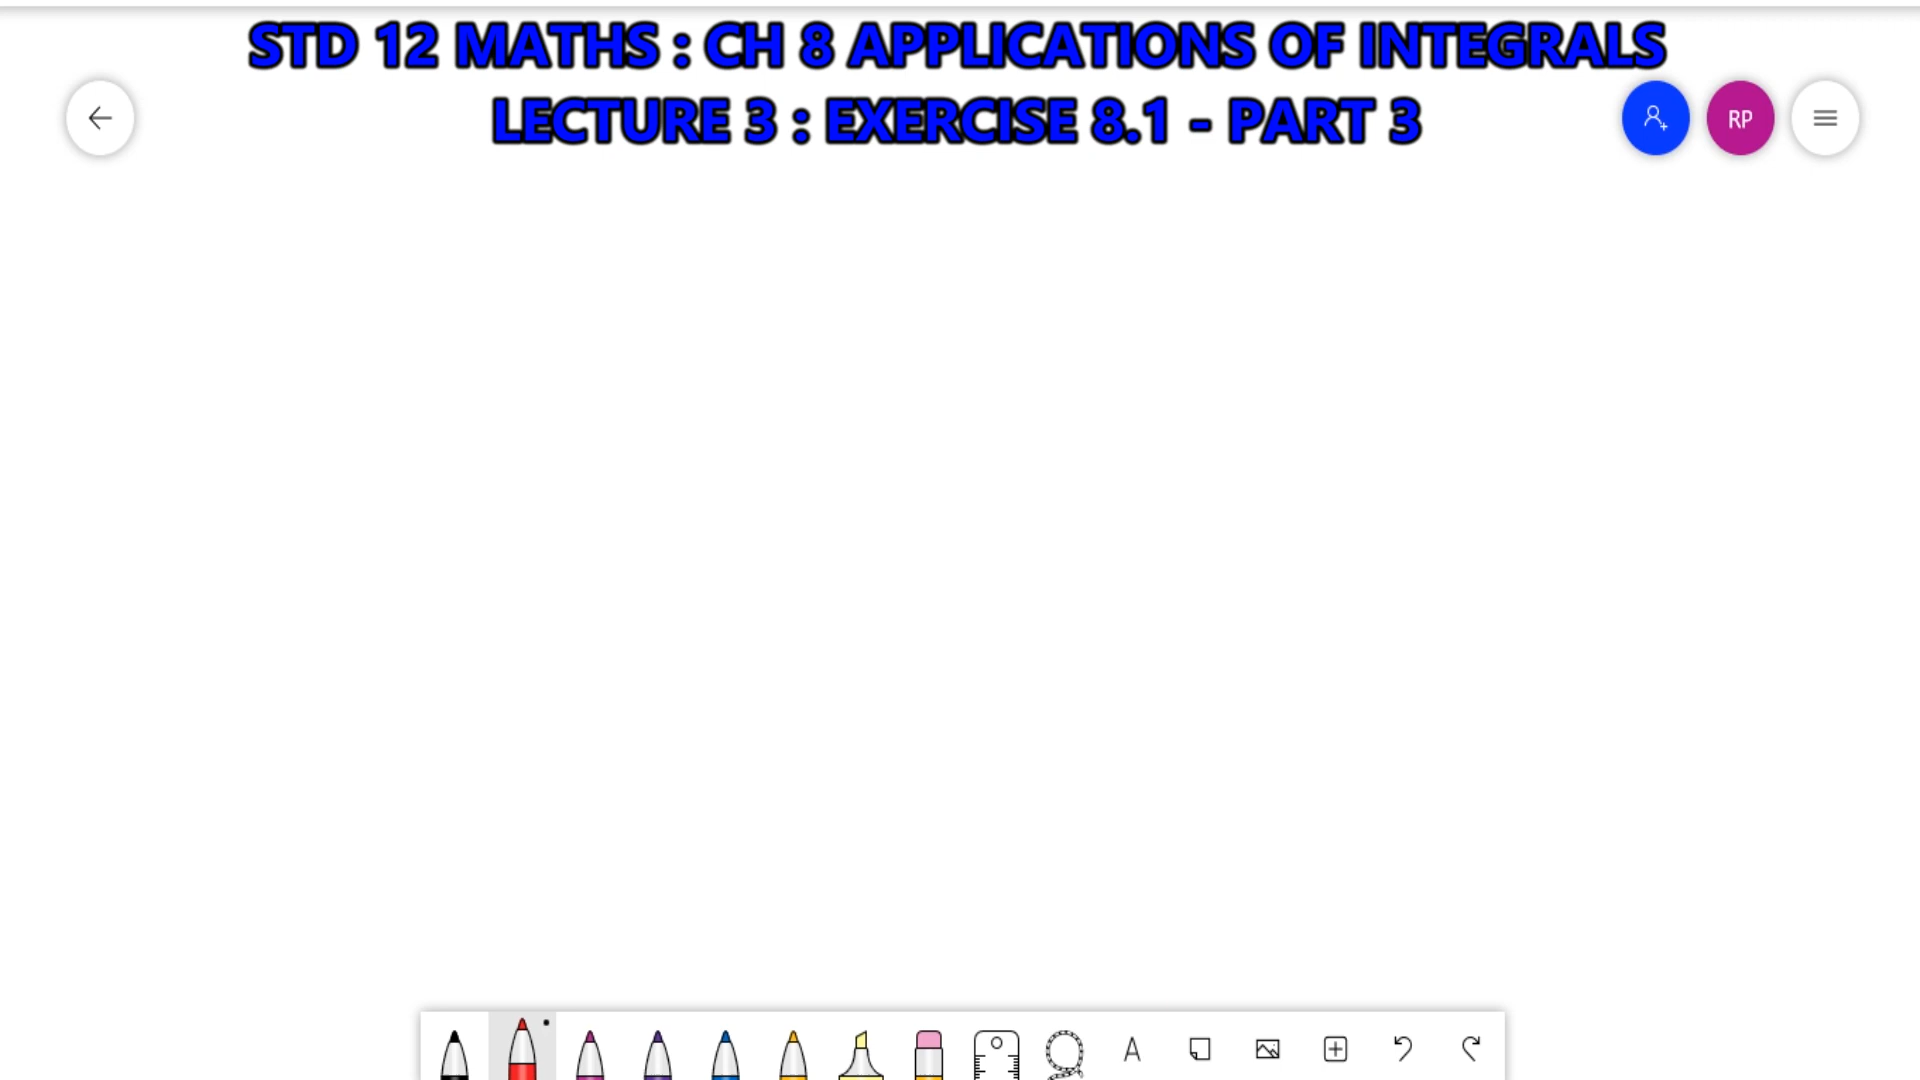 STD 12 MATHS : CH 8 APPLICATIONS OF INTEGRALS
LECTURE 3 : EXERCISE 8.1 - PART 3
RP
A